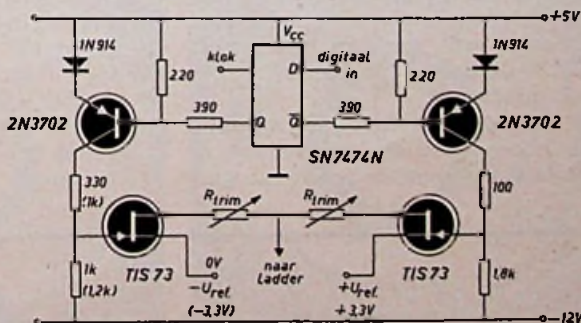 +5V
1N914
VCC
1N914
klok
D
digitaal
in
220
220
2N3702
390
Q
Q̅
390
2N3702
SN7474N
330
(1k)
Rtrim
Rtrim
100
1k
(1,2k)
TIS 73
0V
-Uref.
(-3,3V)
naar
Ladder
+Uref.
+3,3V
TIS 73
1,8k
-12V